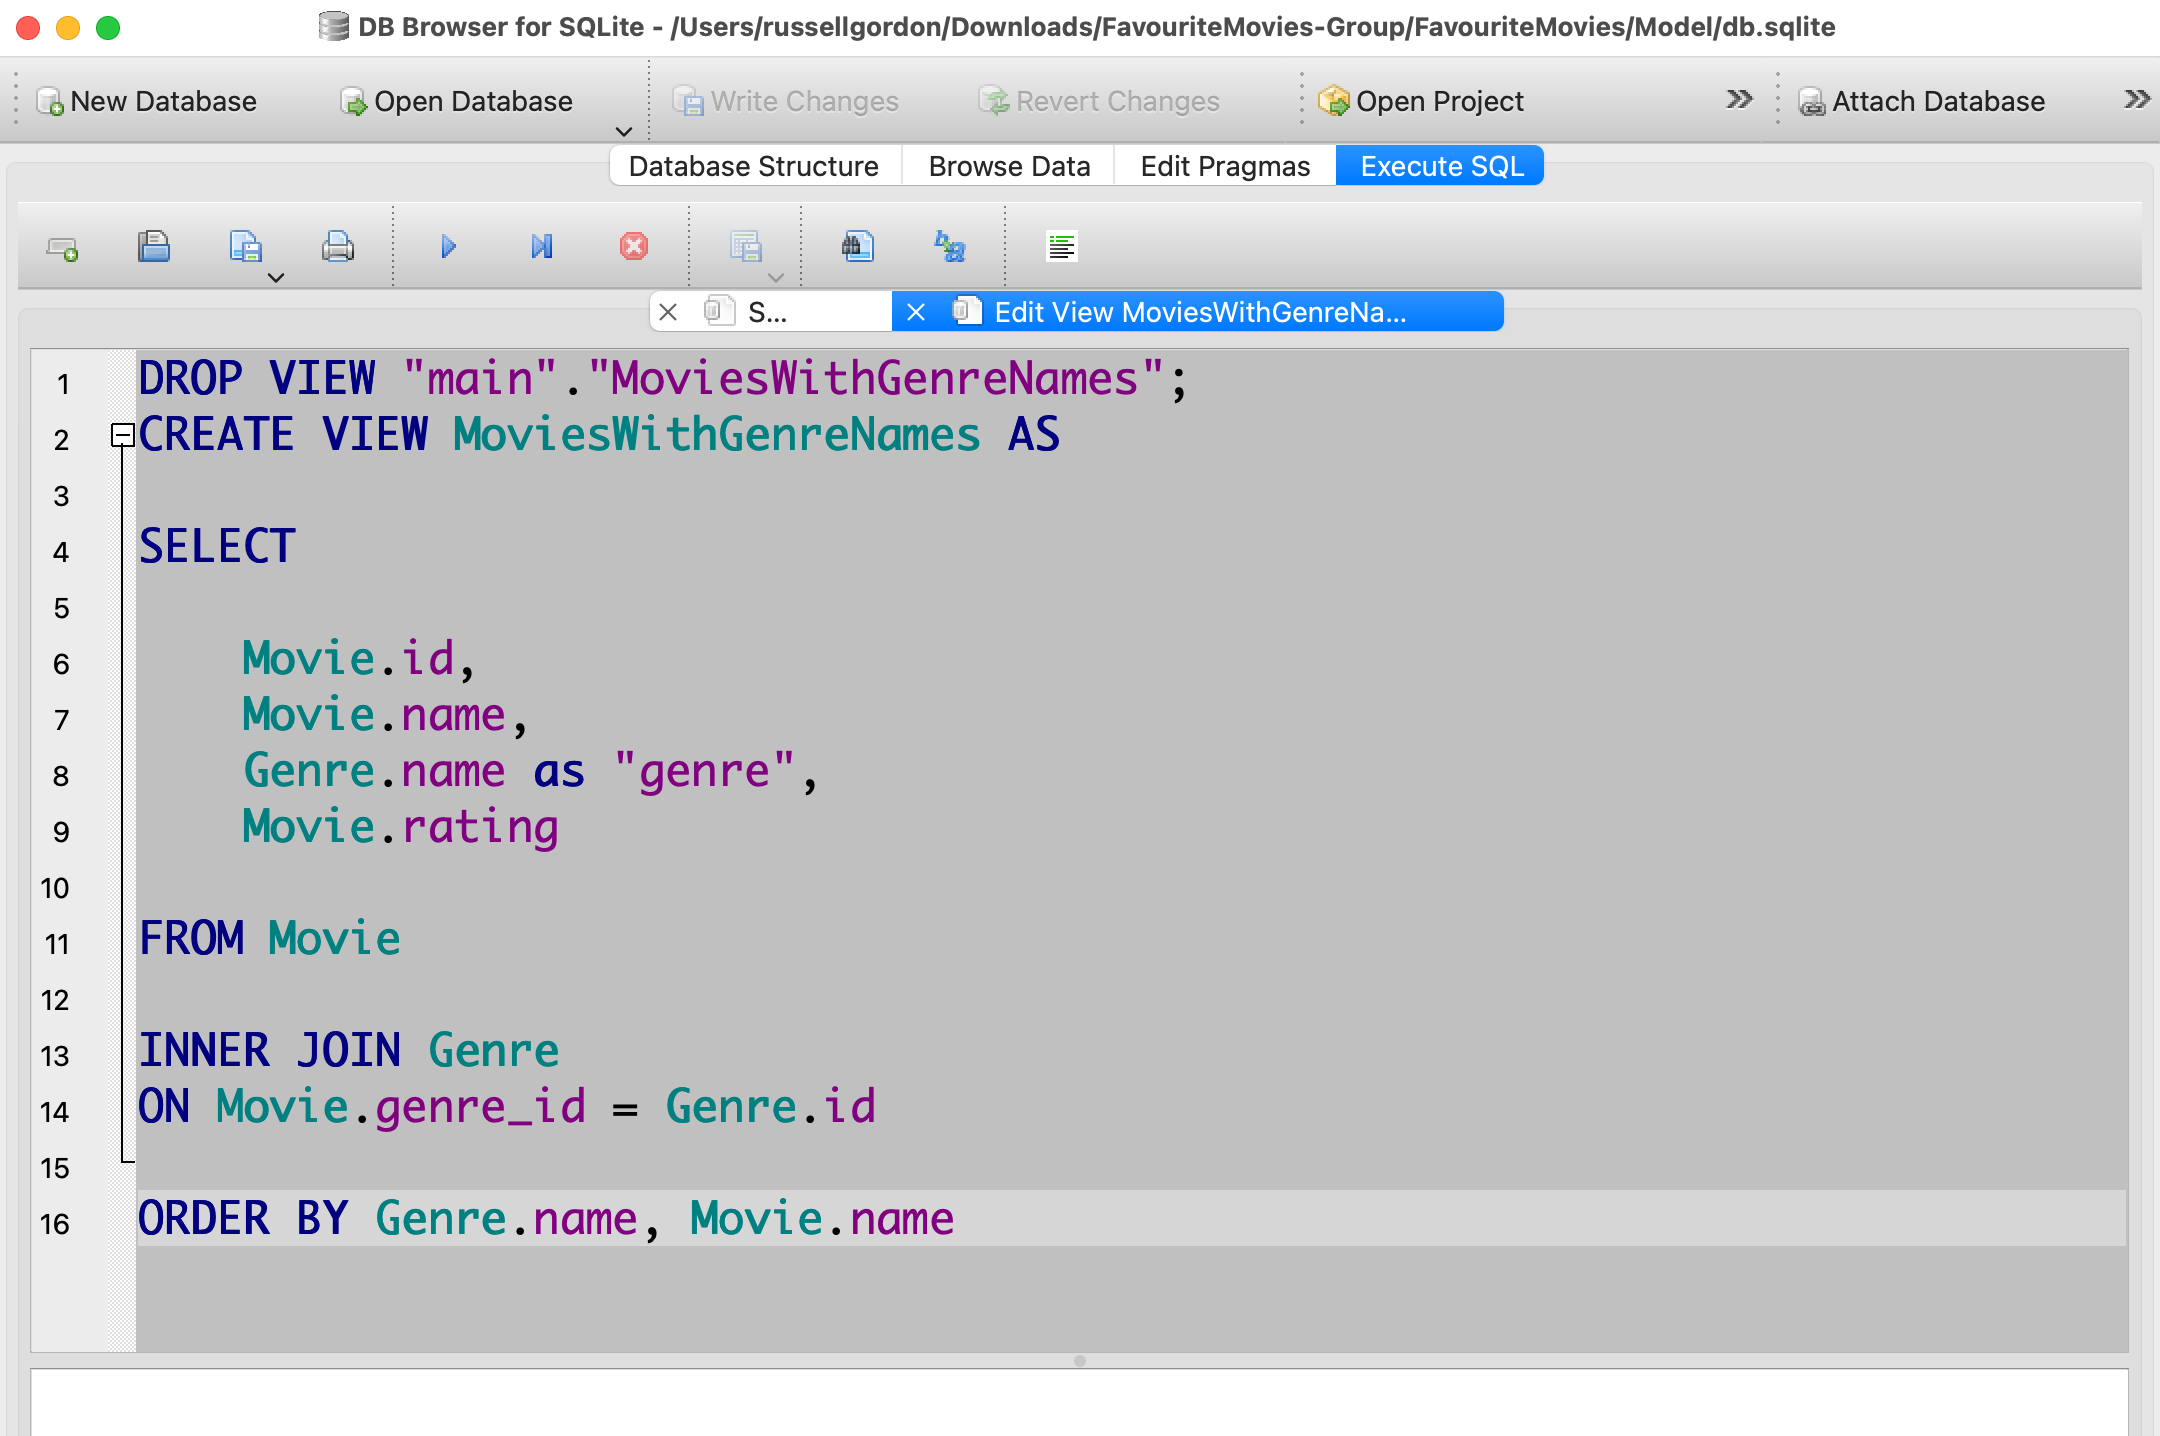 DB Browser for SQLite - /Users/russellgordon/Downloads/FavouriteMovies-Group/FavouriteMovies/Model/db.sqlite
New Database Open Database Write Changes Revert Changes Open Project Attach Database
Database Structure Browse Data Edit Pragmas Execute SQL
S... Edit View MoviesWithGenreNa...
1 DROP VIEW "main"."MoviesWithGenreNames";
2 CREATE VIEW MoviesWithGenreNames AS
3
4 SELECT
5
6 Movie.id,
7 Movie.name,
8 Genre.name as "genre",
9 Movie.rating
10
11 FROM Movie
12
13 INNER JOIN Genre
14 ON Movie.genre_id = Genre.id
15
16 ORDER BY Genre.name, Movie.name